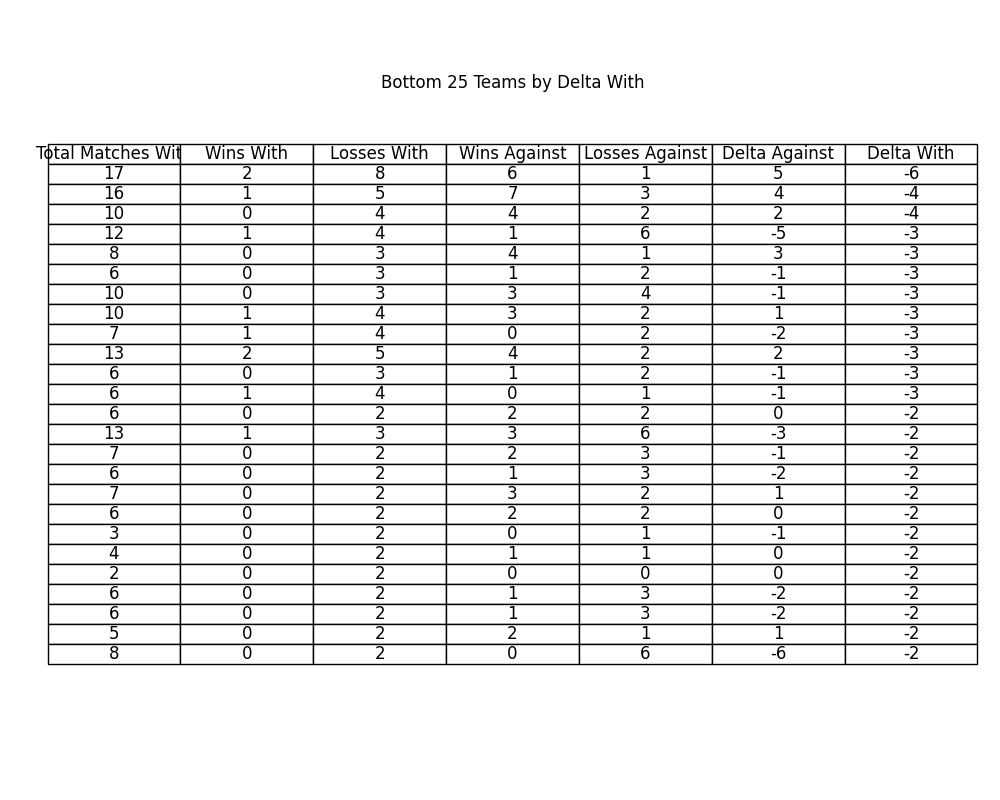 Bottom 25 Teams by Delta With
Total Matches Wit Wins With Losses With Wins Against Losses Against Delta Against Delta With
17 2 8 6 1 5 -6
16 1 5 7 3 4 -4
10 0 4 4 2 2 -4
12 1 4 1 6 -5 -3
8 0 3 4 1 3 -3
6 0 3 1 2 -1 -3
10 0 3 3 4 -1 -3
10 1 4 3 2 1 -3
7 1 4 0 2 -2 -3
13 2 5 4 2 2 -3
6 0 3 1 2 -1 -3
6 1 4 0 1 -1 -3
6 0 2 2 2 0 -2
13 1 3 3 6 -3 -2
7 0 2 2 3 -1 -2
6 0 2 1 3 -2 -2
7 0 2 3 2 1 -2
6 0 2 2 2 0 -2
3 0 2 0 1 -1 -2
4 0 2 1 1 0 -2
2 0 2 0 0 0 -2
6 0 2 1 3 -2 -2
6 0 2 1 3 -2 -2
5 0 2 2 1 1 -2
8 0 2 0 6 -6 -2